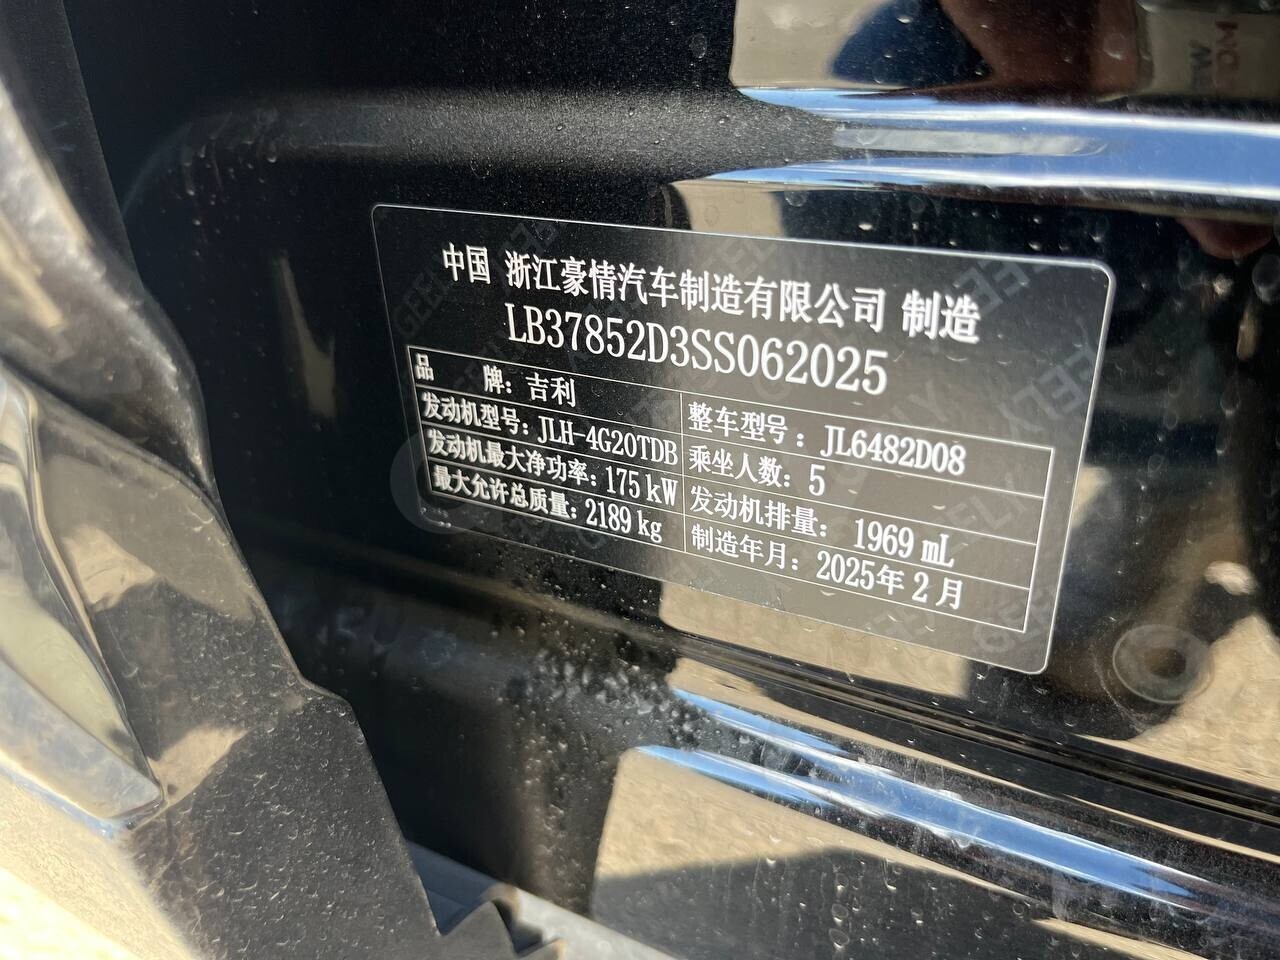 中国 浙江豪情汽车制造有限公司 制造
LB37852D3SS062025
品 牌：吉利
整车型号：JL6482D08
发动机型号：JLH-4G20TDB
乘坐人数：5
发动机最大净功率：175 kW
发动机排量：1969 mL
最大允许总质量：2189 kg
制造年月：2025年2月
GEELY